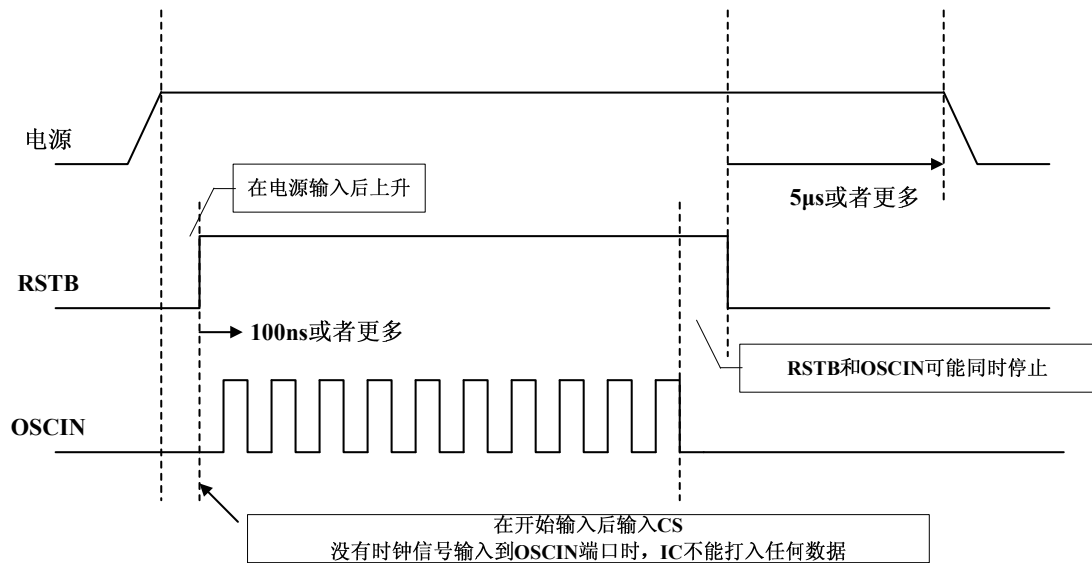 电源
在电源输入后上升
5μs或者更多
RSTB
100ns或者更多
RSTB和OSCIN可能同时停止
OSCIN
在开始输入后输入CS
没有时钟信号输入到OSCIN端口时，IC不能打入任何数据